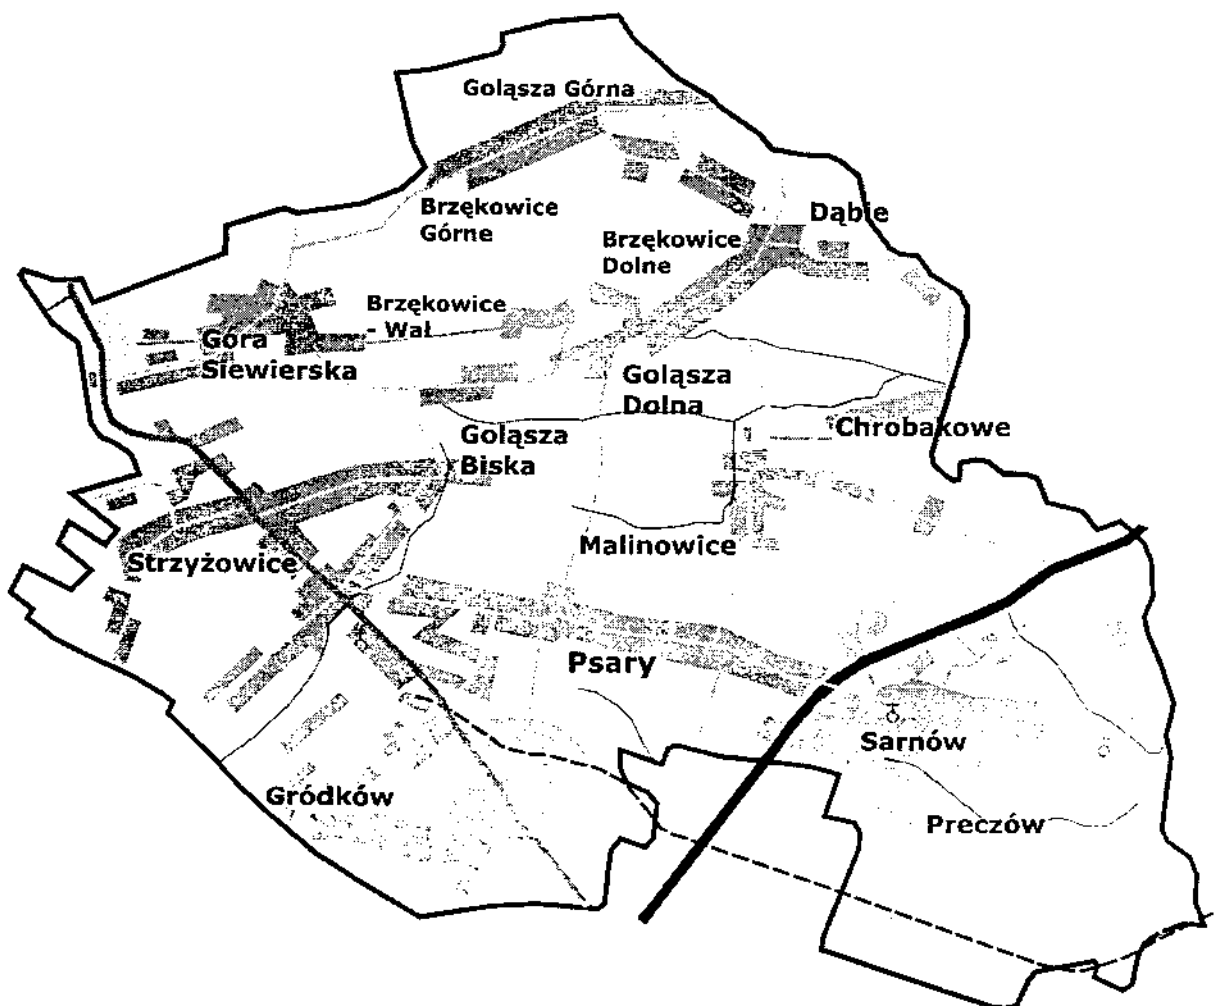 Goląsza Górna
Brzękowice
Górne
Dąbie
Brzękowice
Dolne
Brzękowice
- Wał
Góra
Siewierska
Goląsza
Dolna
Chrobakowe
Goląsza
Biska
Malinowice
Strzyżowice
Psary
Sarnów
Gródków
Preczów